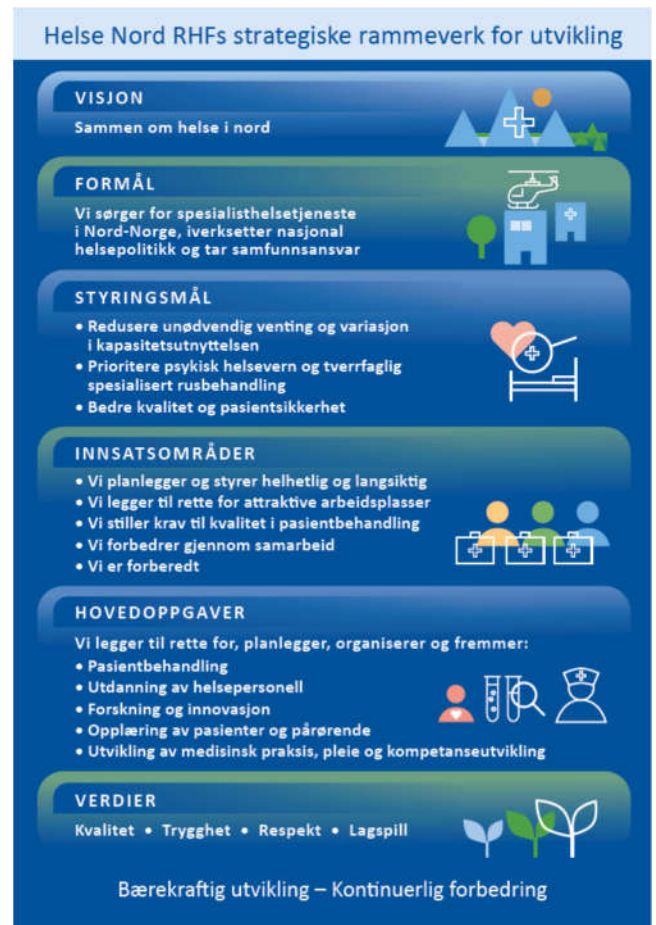 Helse Nord RHFs strategiske rammeverk for utvikling
VISJON
Sammen om helse i nord
FORMÅL
Vi sørger for spesialisthelsetjeneste
i Nord-Norge, iverksetter nasjonal
helsepolitikk og tar samfunnsansvar
STYRINGSMÅL
• Redusere unødvendig venting og variasjon
i kapasitetsutnyttelsen
• Prioritere psykisk helsevern og tverrfaglig
spesialisert rusbehandling
• Bedre kvalitet og pasientsikkerhet
INNSATSOMRÅDER
• Vi planlegger og styrer helhetlig og langsiktig
• Vi legger til rette for attraktive arbeidsplasser
• Vi stiller krav til kvalitet i pasientbehandling
• Vi forbedrer gjennom samarbeid
• Vi er forberedt
HOVEDOPPGAVER
Vi legger til rette for, planlegger, organiserer og fremmer:
• Pasientbehandling
• Utdanning av helsepersonell
• Forskning og innovasjon
• Opplæring av pasienter og pårørende
• Utvikling av medisinsk praksis, pleie og kompetanseutvikling
VERDIER
Kvalitet • Trygghet • Respekt • Lagspill
Bærekraftig utvikling – Kontinuerlig forbedring